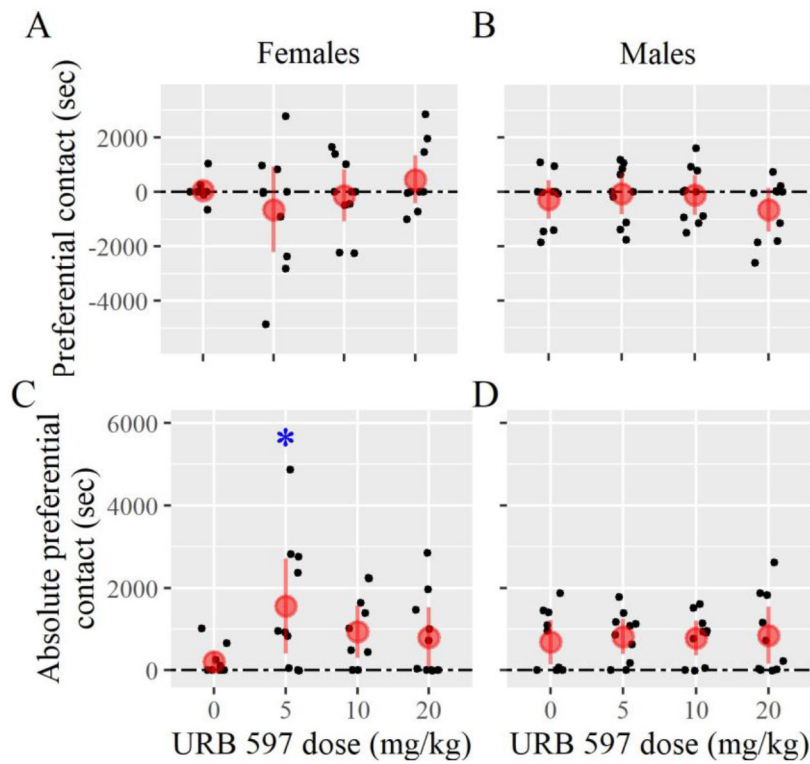 A
B
Females
Males
Preferential contact (sec)
2000
0
-2000
-4000
C
D
Absolute preferential
contact (sec)
6000
4000
2000
0
*
0 5 10 20
0 5 10 20
URB 597 dose (mg/kg)
URB 597 dose (mg/kg)